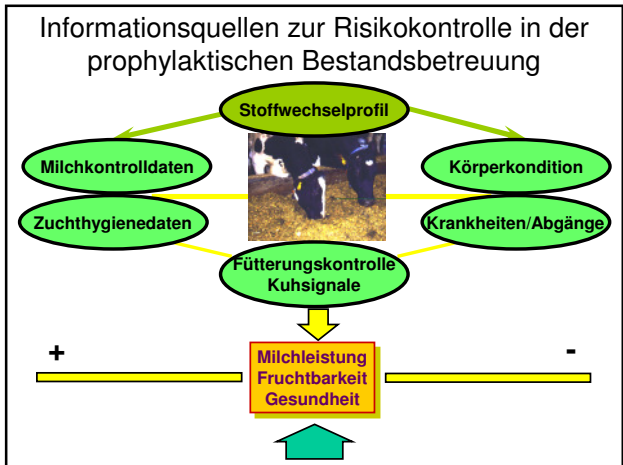 Informationsquellen zur Risikokontrolle in der
prophylaktischen Bestandsbetreuung
Stoffwechselprofil
Milchkontrolldaten
Körperkondition
Zuchthygienedaten
Krankheiten/Abgänge
Fütterungskontrolle
Kuhsignale
+
-
Milchleistung
Fruchtbarkeit
Gesundheit